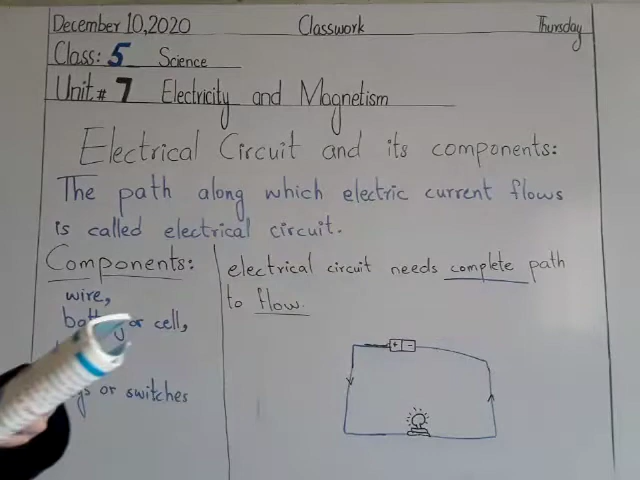 December 10, 2020 Classwork Thursday
Class: 5 Science
Unit # 7 Electricity and Magnetism
Electrical Circuit and its components:
The path along which electric current flows
is called electrical circuit.
Components:
wire,
or cell,
or switches
electrical circuit needs complete path
to flow.
+ -